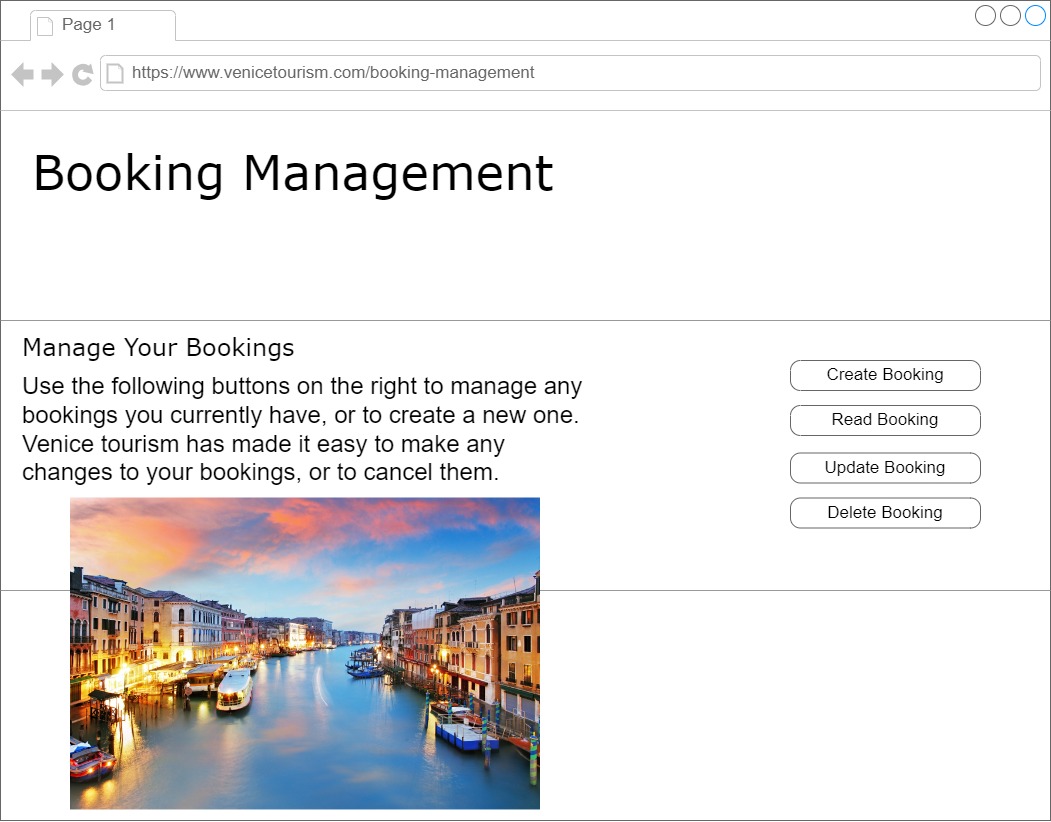 Page 1
https://www.venicetourism.com/booking-management
Booking Management
Manage Your Bookings
Use the following buttons on the right to manage any
bookings you currently have, or to create a new one.
Venice tourism has made it easy to make any
changes to your bookings, or to cancel them.
Create Booking
Read Booking
Update Booking
Delete Booking